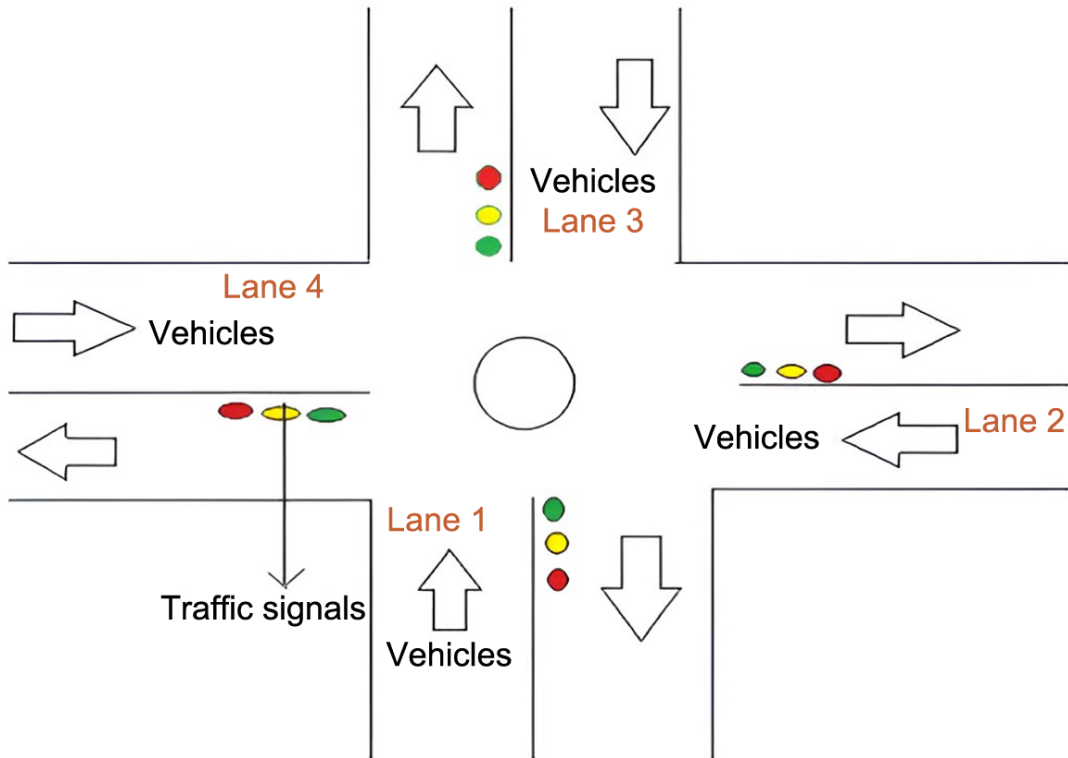 Vehicles
Lane 3
Lane 4
Vehicles
Vehicles
Lane 2
Lane 1
Traffic signals
Vehicles